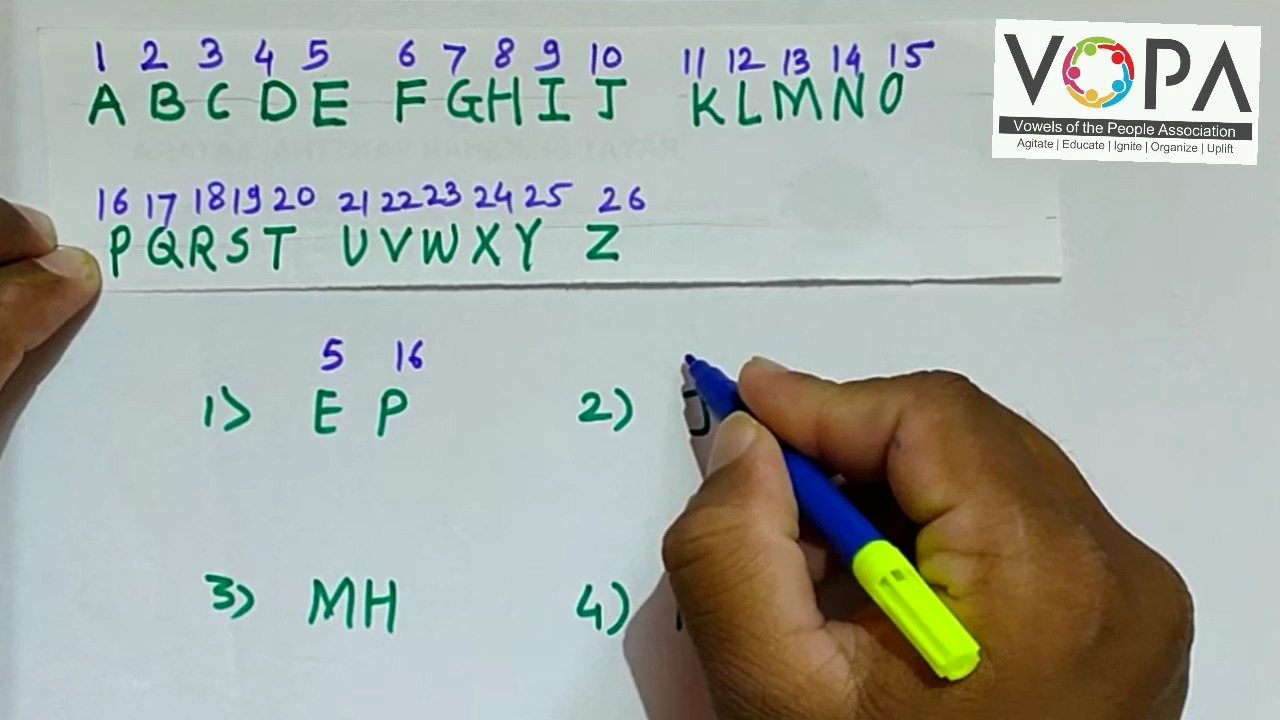 1 2 3 4 5 6 7 8 9 10 11 12 13 14 15
A B C D E F G H I J K L M N O
16 17 18 19 20 21 22 23 24 25 26
P Q R S T U V W X Y Z
VOPA
Vowels of the People Association
Agitate | Educate | Ignite | Organize | Uplift
5 16
1) E P 2)
3) MH 4)